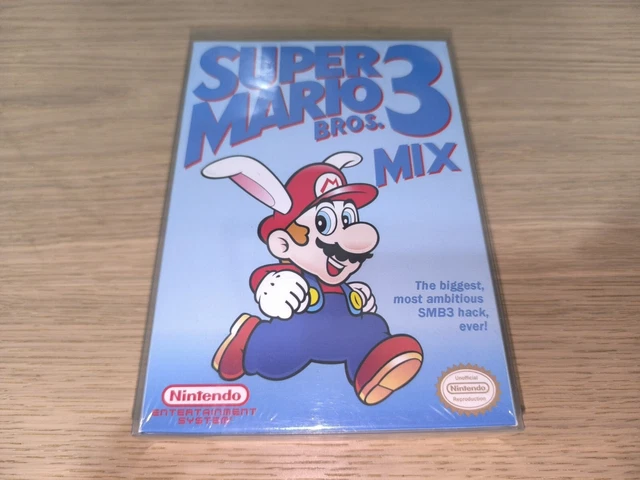 SUPER
MARIO
BROS. 3
MIX
M
The biggest,
most ambitious
SMB3 hack,
ever!
Nintendo
ENTERTAINMENT
SYSTEM
Unofficial
Nintendo
Reproduction